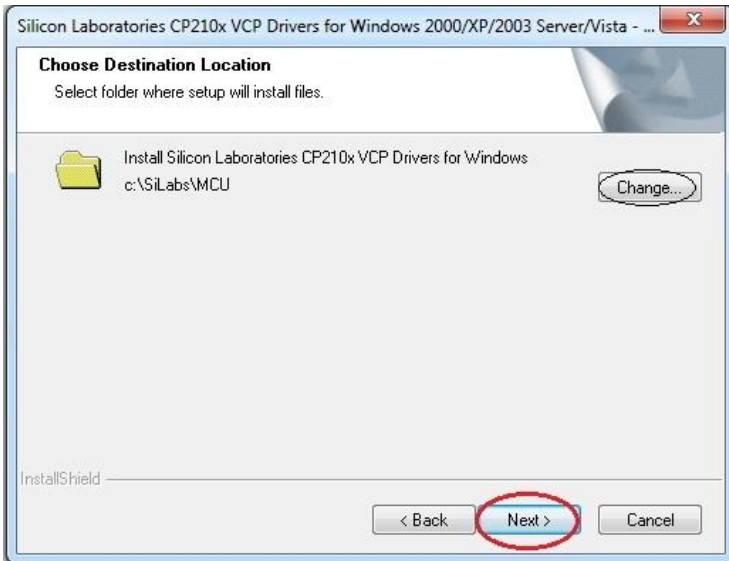 Silicon Laboratories CP210x VCP Drivers for Windows 2000/XP/2003 Server/Vista - ...
Choose Destination Location
Select folder where setup will install files.
Install Silicon Laboratories CP210x VCP Drivers for Windows
c:\SiLabs\MCU
Change...
InstallShield
< Back Next > Cancel